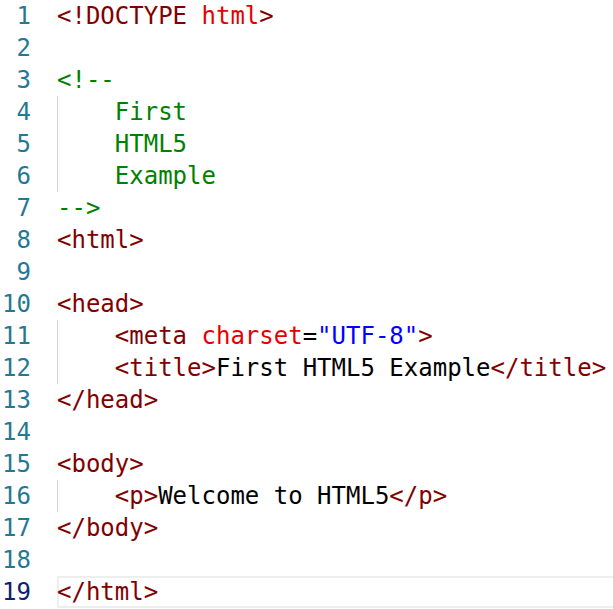 1 <!DOCTYPE html>
2
3 <!--
4     First
5     HTML5
6     Example
7 -->
8 <html>
9
10 <head>
11     <meta charset="UTF-8">
12     <title>First HTML5 Example</title>
13 </head>
14
15 <body>
16     <p>Welcome to HTML5</p>
17 </body>
18
19 </html>